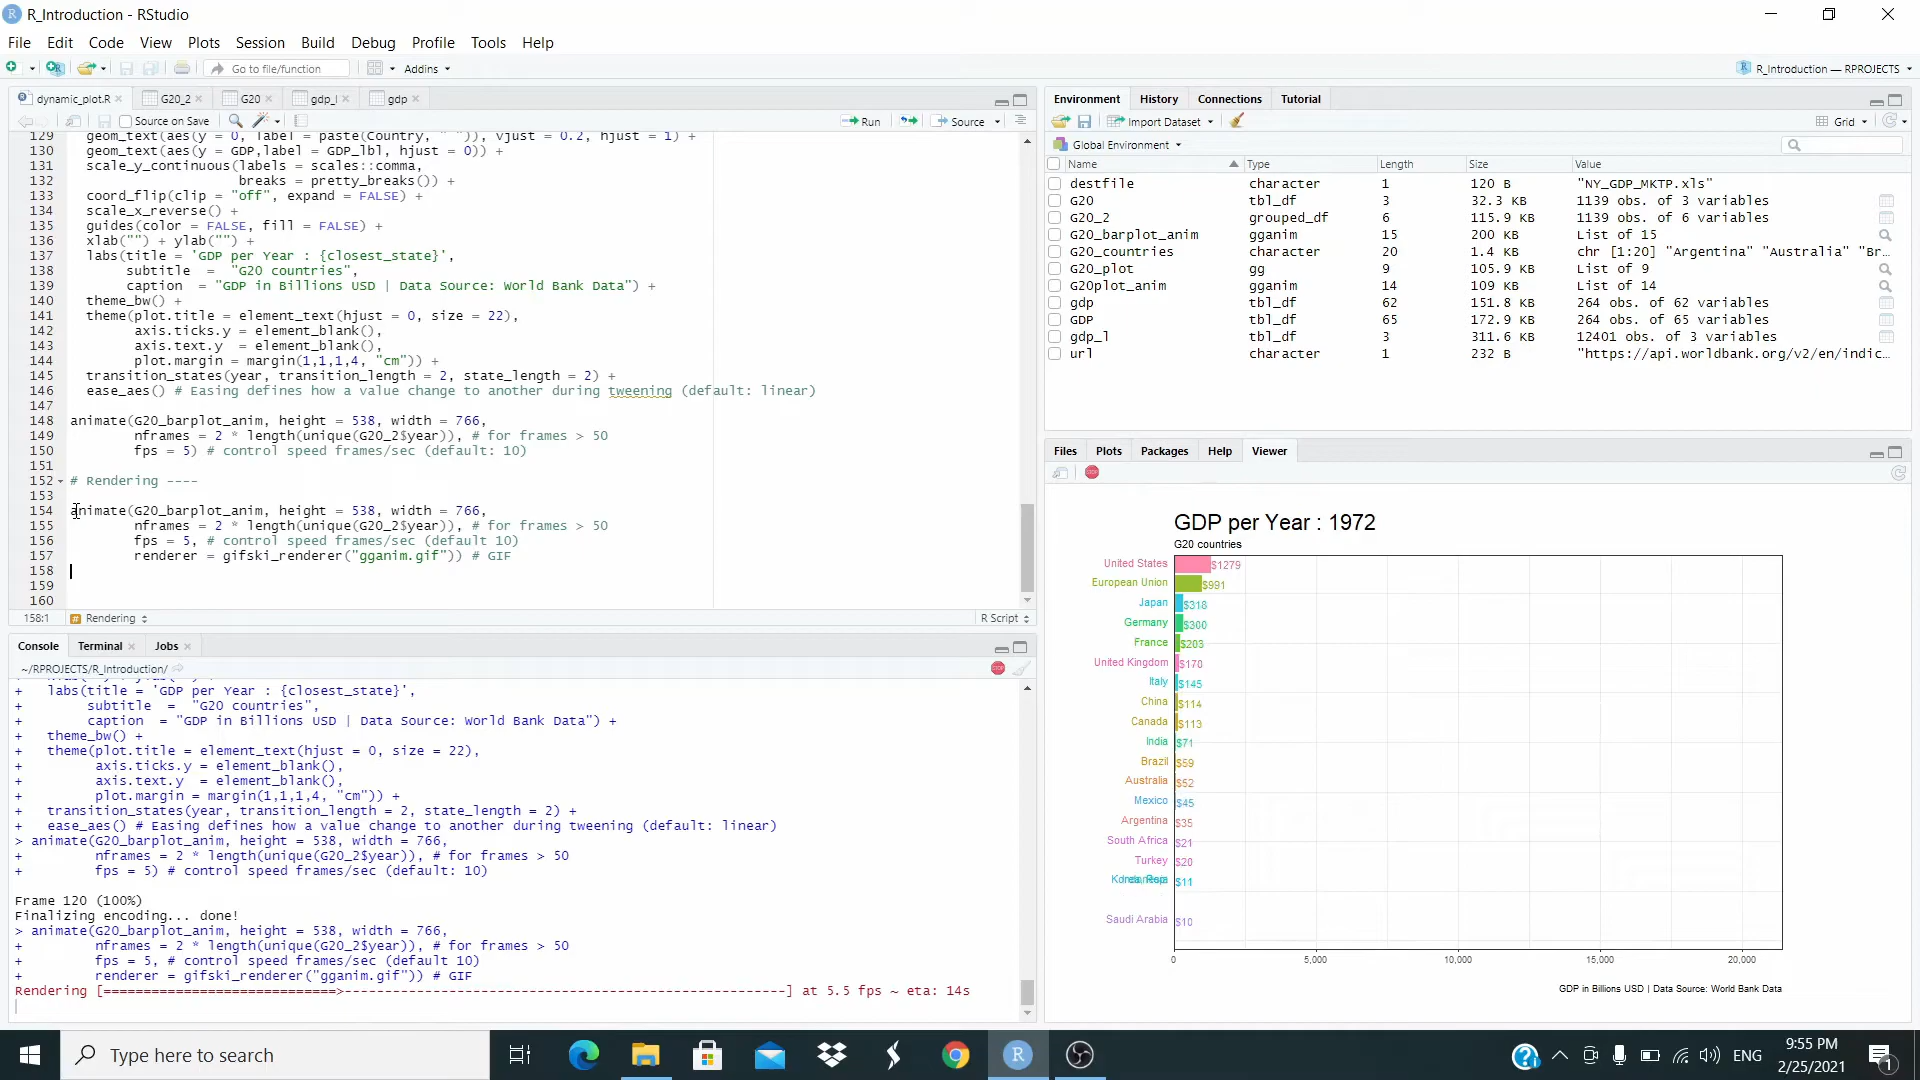 R_Introduction - RStudio
File Edit Code View Plots Session Build Debug Profile Tools Help
Go to file/function Addins R_Introduction — RPROJECTS
dynamic_plot.R G20_2 G20 gdp_l gdp
Source on Save Run Source
129 geom_text(aes(y = 0, label = paste(country, " ")), vjust = 0.2, hjust = 1) +
130 geom_text(aes(y = GDP,label = GDP_lbl, hjust = 0)) +
131 scale_y_continuous(labels = scales::comma,
132 breaks = pretty_breaks()) +
133 coord_flip(clip = "off", expand = FALSE) +
134 scale_x_reverse() +
135 guides(color = FALSE, fill = FALSE) +
136 xlab("") + ylab("") +
137 labs(title = 'GDP per Year : {closest_state}',
138 subtitle = "G20 countries",
139 caption = "GDP in Billions USD | Data Source: World Bank Data") +
140 theme_bw() +
141 theme(plot.title = element_text(hjust = 0, size = 22),
142 axis.ticks.y = element_blank(),
143 axis.text.y = element_blank(),
144 plot.margin = margin(1,1,1,4, "cm")) +
145 transition_states(year, transition_length = 2, state_length = 2) +
146 ease_aes() # Easing defines how a value change to another during tweening (default: linear)
147
148 animate(G20_barplot_anim, height = 538, width = 766,
149 nframes = 2 * length(unique(G20_2$year)), # for frames > 50
150 fps = 5) # control speed frames/sec (default: 10)
151
152 # Rendering ----
153
154 animate(G20_barplot_anim, height = 538, width = 766,
155 nframes = 2 * length(unique(G20_2$year)), # for frames > 50
156 fps = 5, # control speed frames/sec (default 10)
157 renderer = gifski_renderer("gganim.gif")) # GIF
158
159
160
158:1 Rendering R Script
Console Terminal Jobs
~/RPROJECTS/R_Introduction/
+ labs(title = 'GDP per Year : {closest_state}',
+ subtitle = "G20 countries",
+ caption = "GDP in Billions USD | Data Source: World Bank Data") +
+ theme_bw() +
+ theme(plot.title = element_text(hjust = 0, size = 22),
+ axis.ticks.y = element_blank(),
+ axis.text.y = element_blank(),
+ plot.margin = margin(1,1,1,4, "cm")) +
+ transition_states(year, transition_length = 2, state_length = 2) +
+ ease_aes() # Easing defines how a value change to another during tweening (default: linear)
> animate(G20_barplot_anim, height = 538, width = 766,
+ nframes = 2 * length(unique(G20_2$year)), # for frames > 50
+ fps = 5) # control speed frames/sec (default: 10)
Frame 120 (100%)
Finalizing encoding... done!
> animate(G20_barplot_anim, height = 538, width = 766,
+ nframes = 2 * length(unique(G20_2$year)), # for frames > 50
+ fps = 5, # control speed frames/sec (default 10)
+ renderer = gifski_renderer("gganim.gif")) # GIF
Rendering [============================>-----------------------------------------------------] at 5.5 fps ~ eta: 14s
Environment History Connections Tutorial
Import Dataset Grid
Global Environment
Name Type Length Size Value
destfile character 1 120 B "NY_GDP_MKTP.xls"
G20 tbl_df 3 32.3 KB 1139 obs. of 3 variables
G20_2 grouped_df 6 115.9 KB 1139 obs. of 6 variables
G20_barplot_anim gganim 15 200 KB List of 15
G20_countries character 20 1.4 KB chr [1:20] "Argentina" "Australia" "Br...
G20_plot gg 9 105.9 KB List of 9
G20plot_anim gganim 14 109 KB List of 14
gdp tbl_df 62 151.8 KB 264 obs. of 62 variables
GDP tbl_df 65 172.9 KB 264 obs. of 65 variables
gdp_l tbl_df 3 311.6 KB 12401 obs. of 3 variables
url character 1 232 B "https://api.worldbank.org/v2/en/indic...
Files Plots Packages Help Viewer
GDP per Year : 1972
G20 countries
United States $1279
European Union $991
Japan $318
Germany $300
France $203
United Kingdom $170
Italy $145
China $114
Canada $113
India $71
Brazil $59
Australia $52
Mexico $45
Argentina $35
South Africa $21
Turkey $20
$11
Saudi Arabia $10
0 5,000 10,000 15,000 20,000
GDP in Billions USD | Data Source: World Bank Data
Type here to search
ENG
9:55 PM
2/25/2021
1